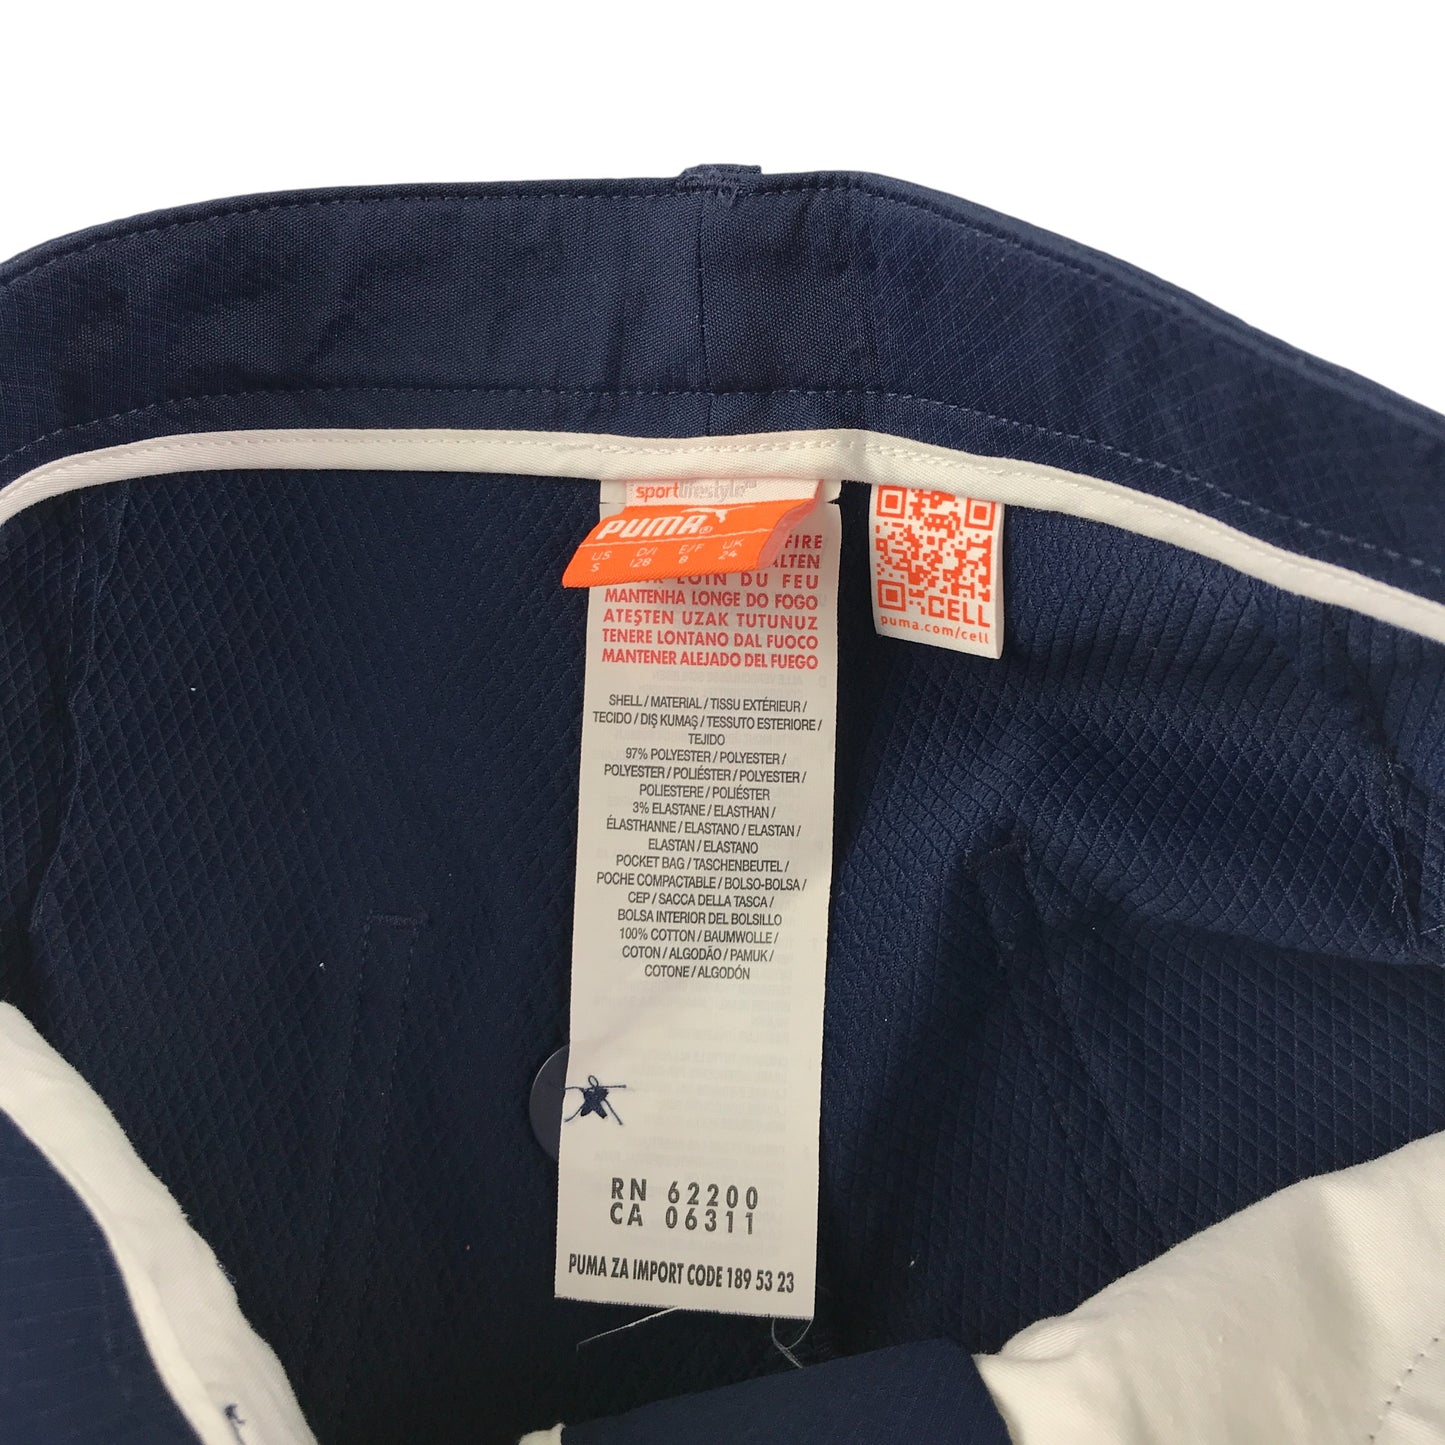 sportlifestyle
PUMA®
US D/I E/F UK
S 128 8 24
FIRE
ALTEN
LOIN DU FEU
MANTENHA LONGE DO FOGO
ATEŞTEN UZAK TUTUNUZ
TENERE LONTANO DAL FUOCO
MANTENER ALEJADO DEL FUEGO
SHELL / MATERIAL / TISSU EXTÉRIEUR /
TECIDO / DIŞ KUMAŞ / TESSUTO ESTERIORE /
TEJIDO
97% POLYESTER / POLYESTER /
POLYESTER / POLIÉSTER / POLYESTER /
POLIESTERE / POLIÉSTER
3% ELASTANE / ELASTHAN /
ÉLASTHANNE / ELASTANO / ELASTAN /
ELASTAN / ELASTANO
POCKET BAG / TASCHENBEUTEL /
POCHE COMPACTABLE / BOLSO-BOLSA /
CEP / SACCA DELLA TASCA /
BOLSA INTERIOR DEL BOLSILLO
100% COTTON / BAUMWOLLE /
COTON / ALGODÃO / PAMUK /
COTONE / ALGODÓN
RN 62200
CA 06311
PUMA ZA IMPORT CODE 189 53 23
CELL
puma.com/cell